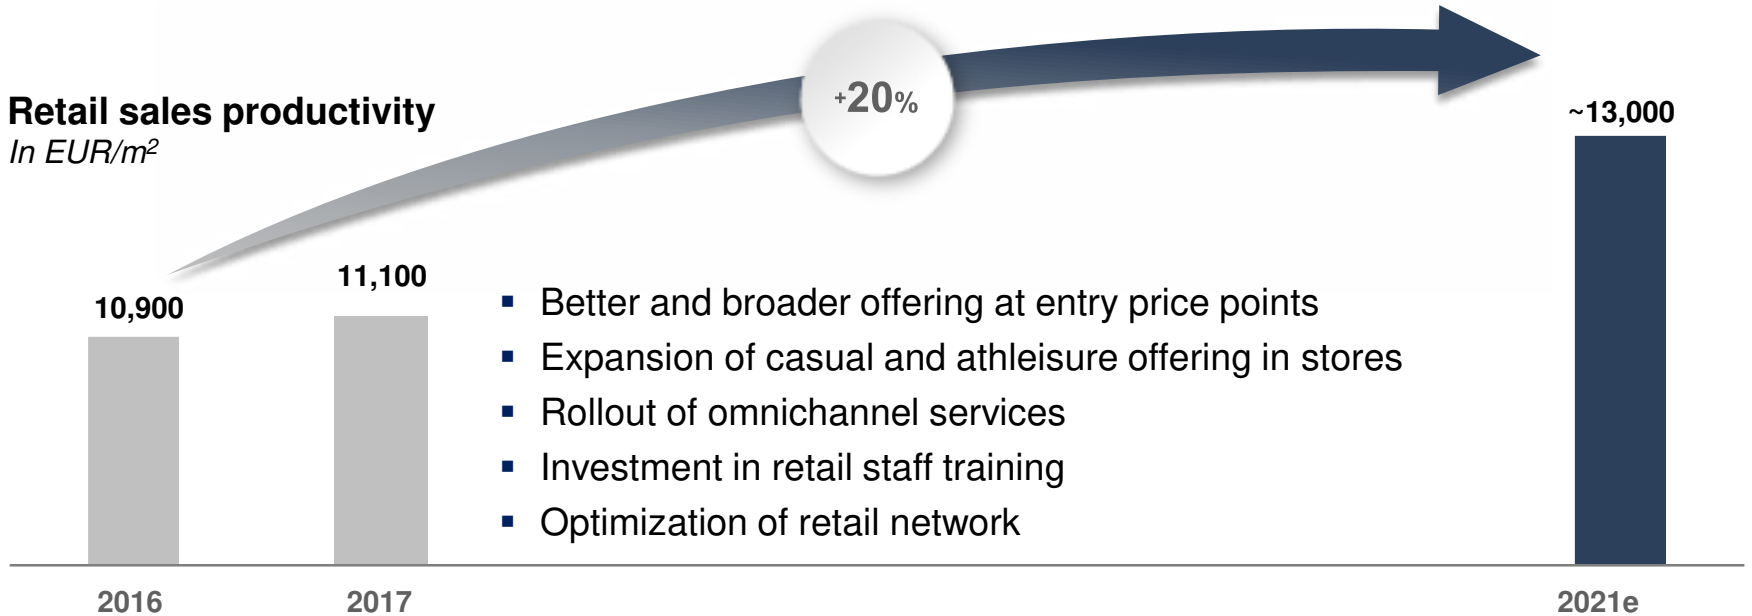 +20%
Retail sales productivity
In EUR/m²
~13,000
10,900
11,100
▪ Better and broader offering at entry price points
▪ Expansion of casual and athleisure offering in stores
▪ Rollout of omnichannel services
▪ Investment in retail staff training
▪ Optimization of retail network
2016
2017
2021e